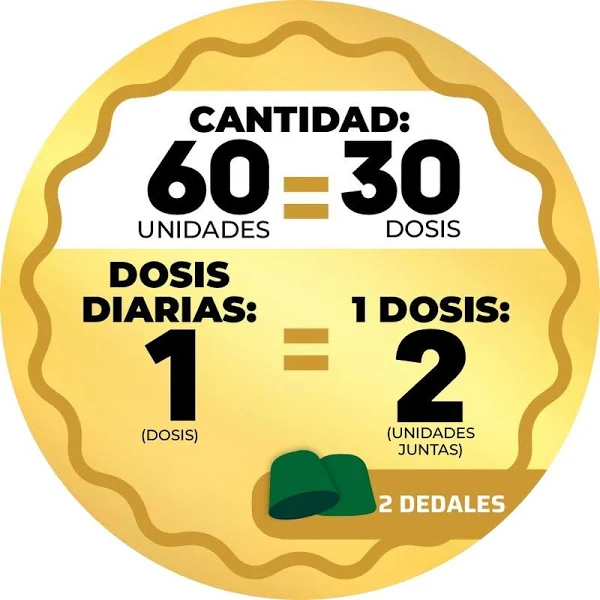 CANTIDAD:
60 = 30
UNIDADES DOSIS
DOSIS
DIARIAS: 1 DOSIS:
1 = 2
(DOSIS) (UNIDADES
JUNTAS)
2 DEDALES